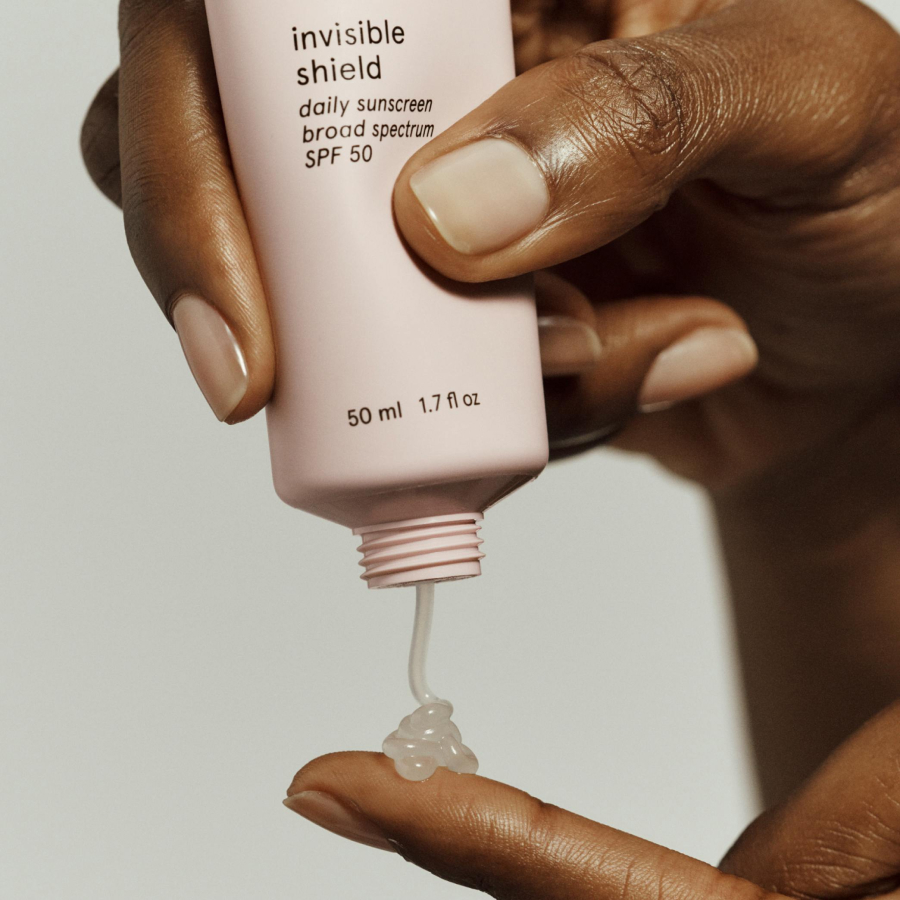 invisible
shield
daily sunscreen
broad spectrum
SPF 50
50 ml 1.7 fl oz